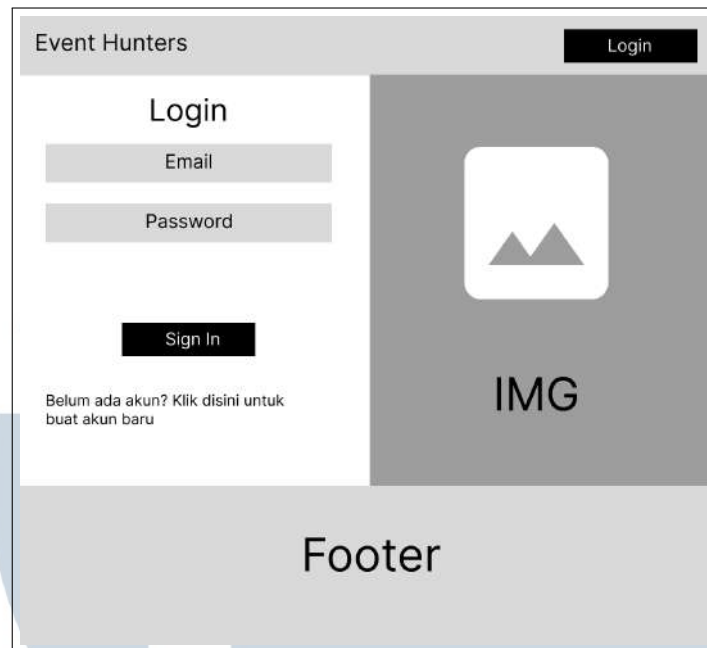 Event Hunters
Login
Login
Email
Password
Sign In
Belum ada akun? Klik disini untuk
buat akun baru
IMG
Footer